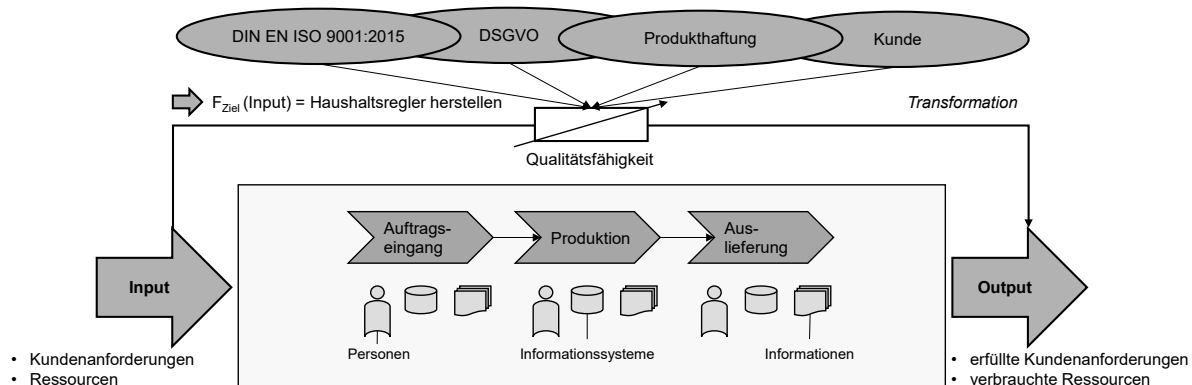 DIN EN ISO 9001:2015
DSGVO
Produkthaftung
Kunde
F_Ziel (Input) = Haushaltsregler herstellen
Transformation
Qualitätsfähigkeit
Auftrags-
eingang
Produktion
Aus-
lieferung
Input
Output
Personen
Informationssysteme
Informationen
• Kundenanforderungen
• Ressourcen
• erfüllte Kundenanforderungen
• verbrauchte Ressourcen